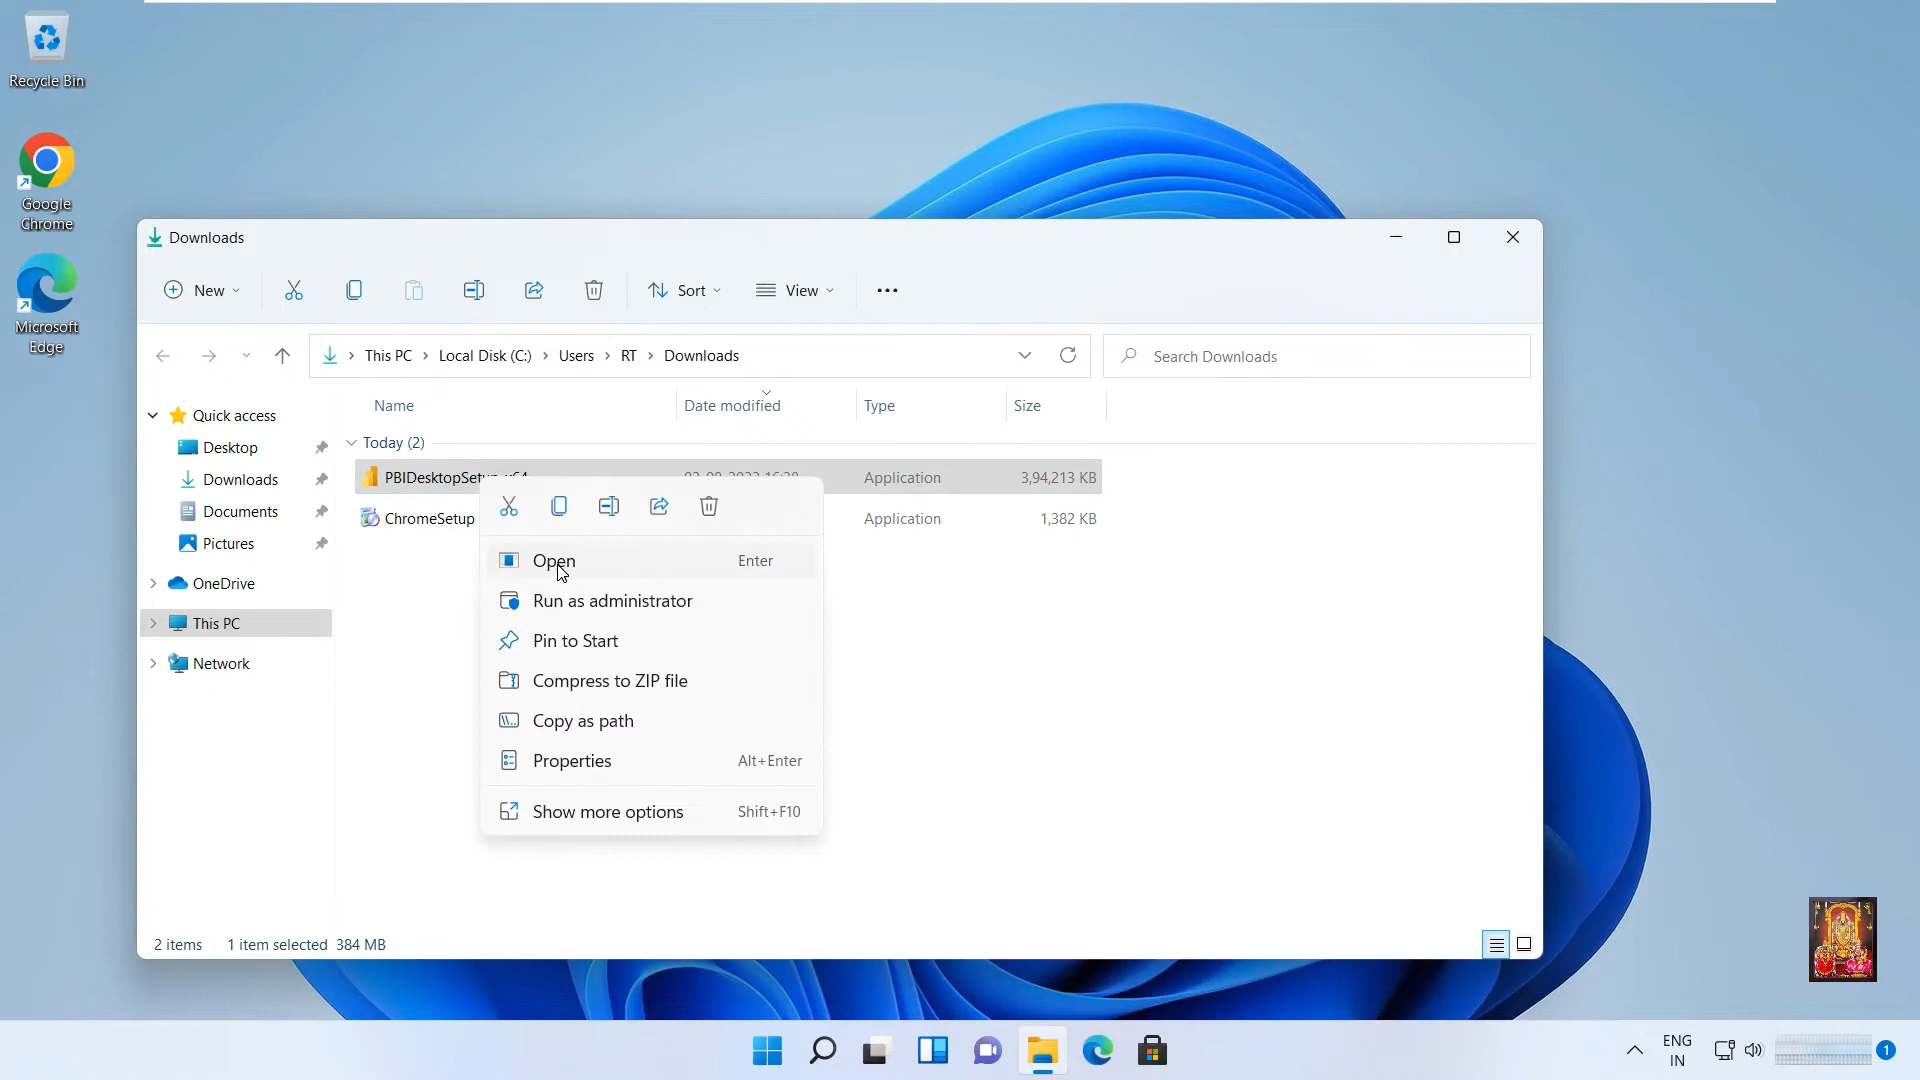 Recycle Bin
Google
Chrome
Microsoft
Edge
Downloads
New
Sort
View
This PC
Local Disk (C:)
Users
RT
Downloads
Search Downloads
Quick access
Desktop
Downloads
Documents
Pictures
OneDrive
This PC
Network
Name
Date modified
Type
Size
Today (2)
PBIDesktopSetup_x64
Application
3,94,213 KB
ChromeSetup
Application
1,382 KB
Open
Enter
Run as administrator
Pin to Start
Compress to ZIP file
Copy as path
Properties
Alt+Enter
Show more options
Shift+F10
2 items
1 item selected
384 MB
ENG
IN
1